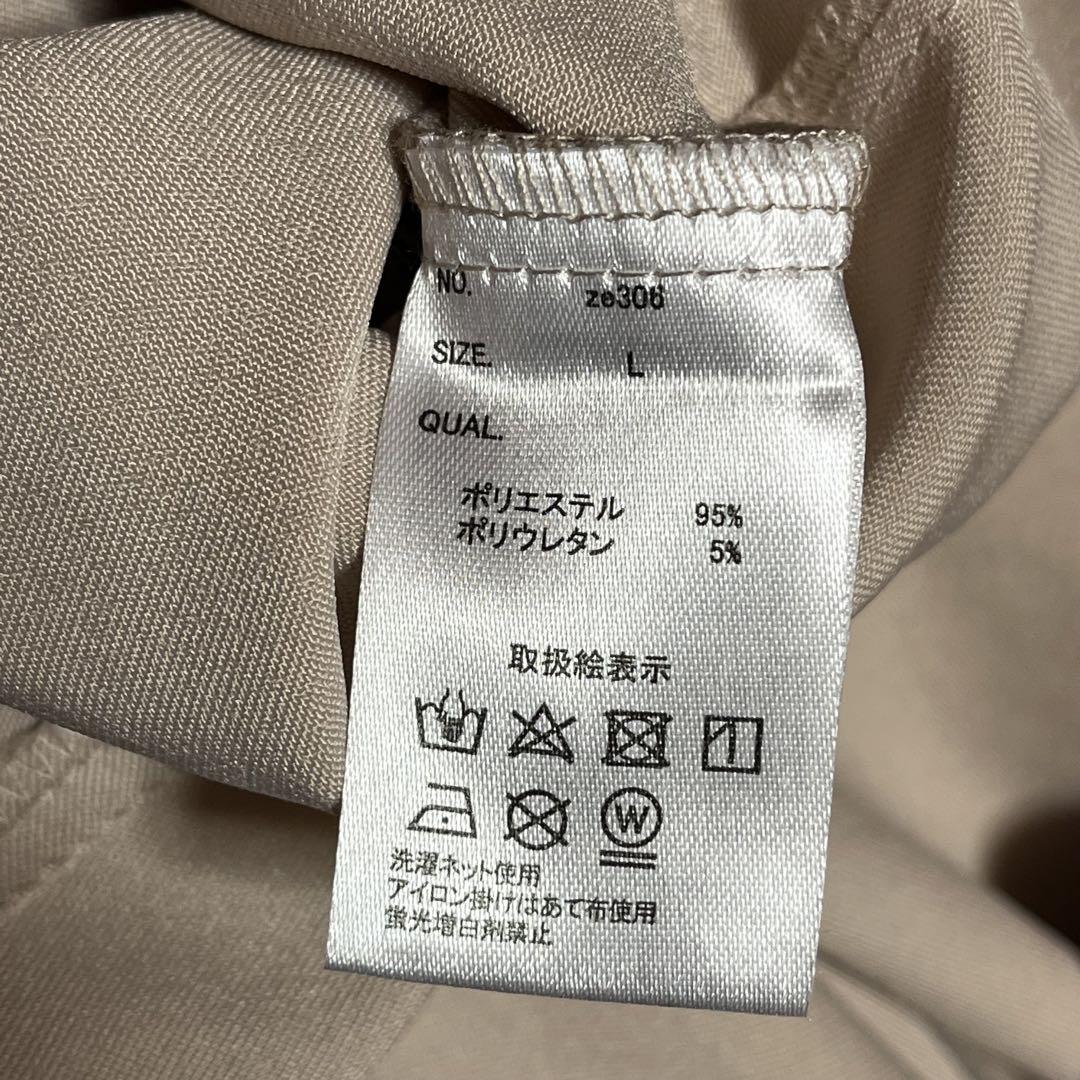 NO. ze306
SIZE. L
QUAL.
ポリエステル 95%
ポリウレタン 5%
取扱絵表示
W
洗濯ネット使用
アイロン掛けはあて布使用
蛍光増白剤禁止